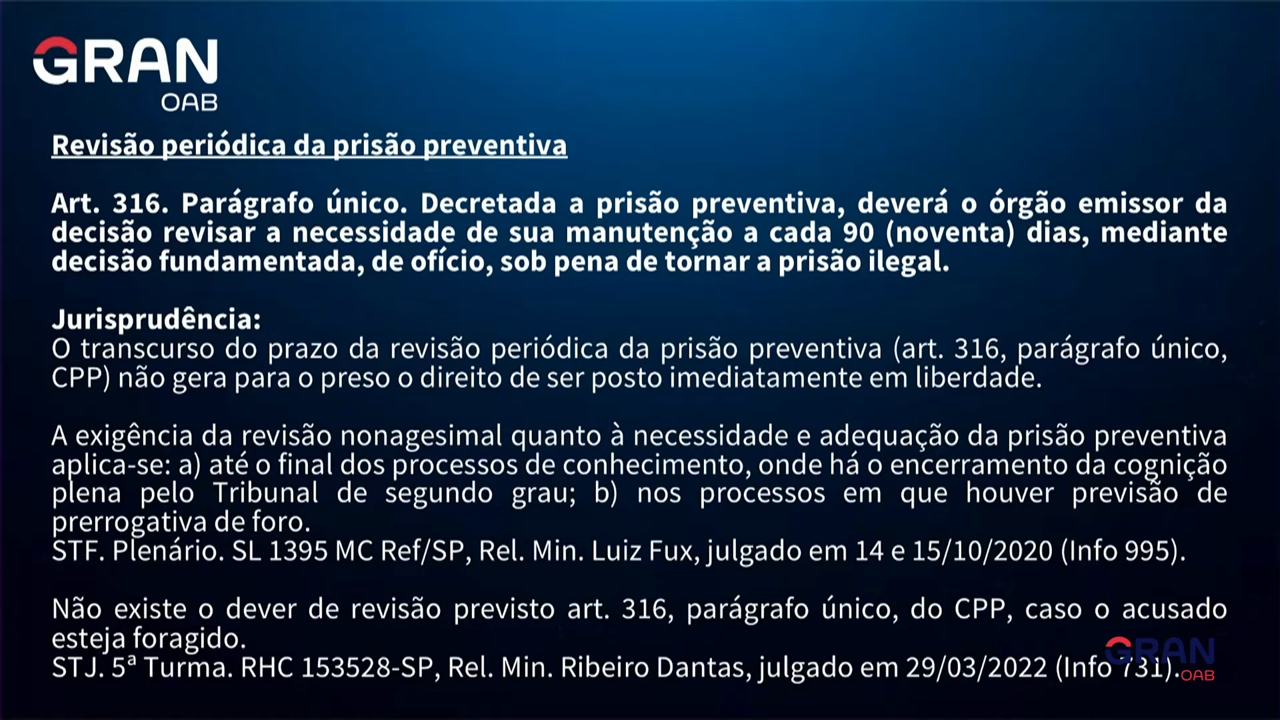 GRAN
OAB
Revisão periódica da prisão preventiva
Art. 316. Parágrafo único. Decretada a prisão preventiva, deverá o órgão emissor da
decisão revisar a necessidade de sua manutenção a cada 90 (noventa) dias, mediante
decisão fundamentada, de ofício, sob pena de tornar a prisão ilegal.
Jurisprudência:
O transcurso do prazo da revisão periódica da prisão preventiva (art. 316, parágrafo único,
CPP) não gera para o preso o direito de ser posto imediatamente em liberdade.
A exigência da revisão nonagesimal quanto à necessidade e adequação da prisão preventiva
aplica-se: a) até o final dos processos de conhecimento, onde há o encerramento da cognição
plena pelo Tribunal de segundo grau; b) nos processos em que houver previsão de
prerrogativa de foro.
STF. Plenário. SL 1395 MC Ref/SP, Rel. Min. Luiz Fux, julgado em 14 e 15/10/2020 (Info 995).
Não existe o dever de revisão previsto art. 316, parágrafo único, do CPP, caso o acusado
esteja foragido.
STJ. 5ª Turma. RHC 153528-SP, Rel. Min. Ribeiro Dantas, julgado em 29/03/2022 (Info 731).
GRAN
OAB